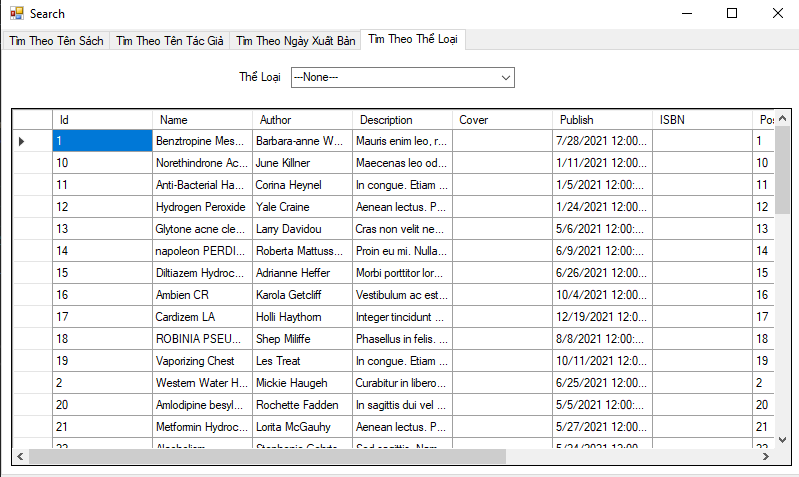 Search
Tìm Theo Tên Sách Tìm Theo Tên Tác Giả Tìm Theo Ngày Xuất Bản Tìm Theo Thể Loại
Thể Loại ---None---
Id Name Author Description Cover Publish ISBN Pos
1 Benztropine Mes... Barbara-anne W... Mauris enim leo, r... 7/28/2021 12:00... 1
10 Norethindrone Ac... June Killner Maecenas leo od... 1/11/2021 12:00... 10
11 Anti-Bacterial Ha... Corina Heynel In congue. Etiam ... 1/5/2021 12:00:... 11
12 Hydrogen Peroxide Yale Craine Aenean lectus. P... 1/24/2021 12:00... 12
13 Glytone acne cle... Larry Davidou Cras non velit ne... 5/6/2021 12:00:... 13
14 napoleon PERDI... Roberta Mattuss... Proin eu mi. Nulla... 6/9/2021 12:00:... 14
15 Diltiazem Hydroc... Adrianne Heffer Morbi porttitor lor... 6/26/2021 12:00... 15
16 Ambien CR Karola Getcliff Vestibulum ac est... 10/4/2021 12:00... 16
17 Cardizem LA Holli Haythorn Integer tincidunt ... 12/19/2021 12:0... 17
18 ROBINIA PSEU... Shep Miliffe Phasellus in felis. ... 8/8/2021 12:00:... 18
19 Vaporizing Chest Les Treat In congue. Etiam ... 10/11/2021 12:0... 19
2 Western Water H... Mickie Haugeh Curabitur in libero... 6/25/2021 12:00... 2
20 Amlodipine besyl... Rochette Fadden In sagittis dui vel ... 5/5/2021 12:00:... 20
21 Metformin Hydroc... Lorita McGauhy Aenean lectus. P... 5/27/2021 12:00... 21